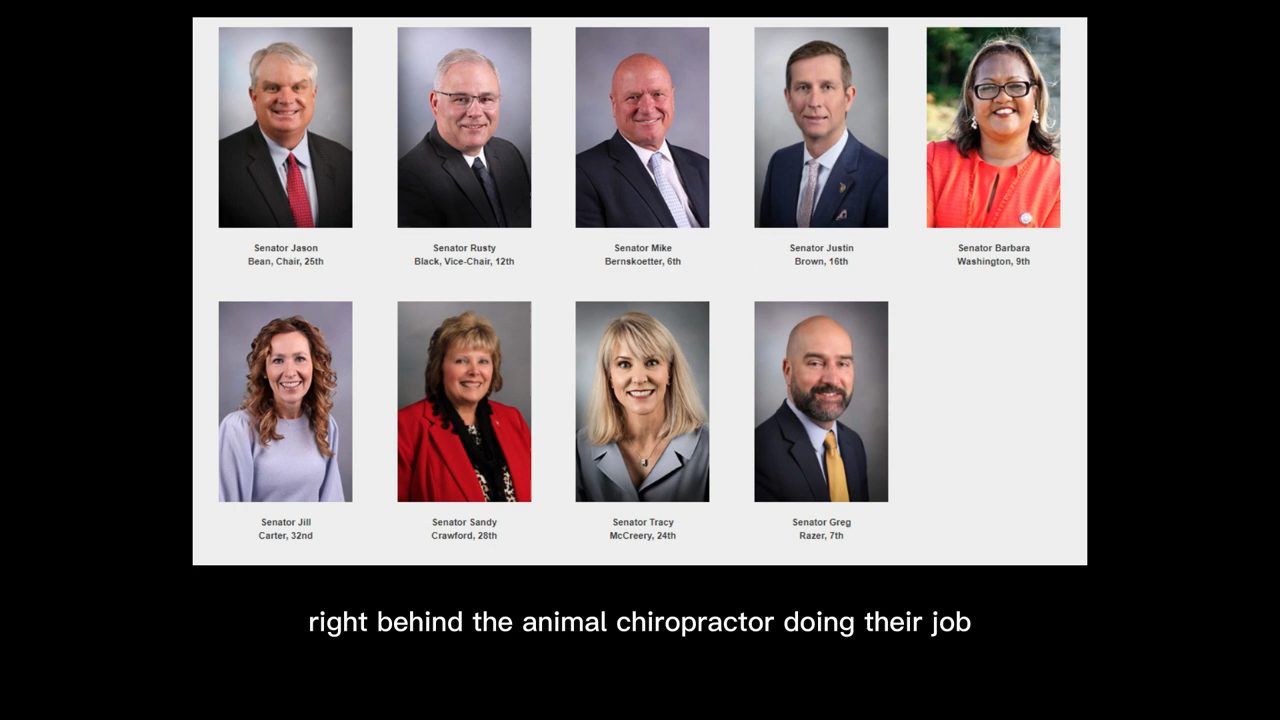 Senator Jason
Bean, Chair, 25th
Senator Rusty
Black, Vice-Chair, 12th
Senator Mike
Bernskoetter, 6th
Senator Justin
Brown, 16th
Senator Barbara
Washington, 9th
Senator Jill
Carter, 32nd
Senator Sandy
Crawford, 28th
Senator Tracy
McCreery, 24th
Senator Greg
Razer, 7th
right behind the animal chiropractor doing their job